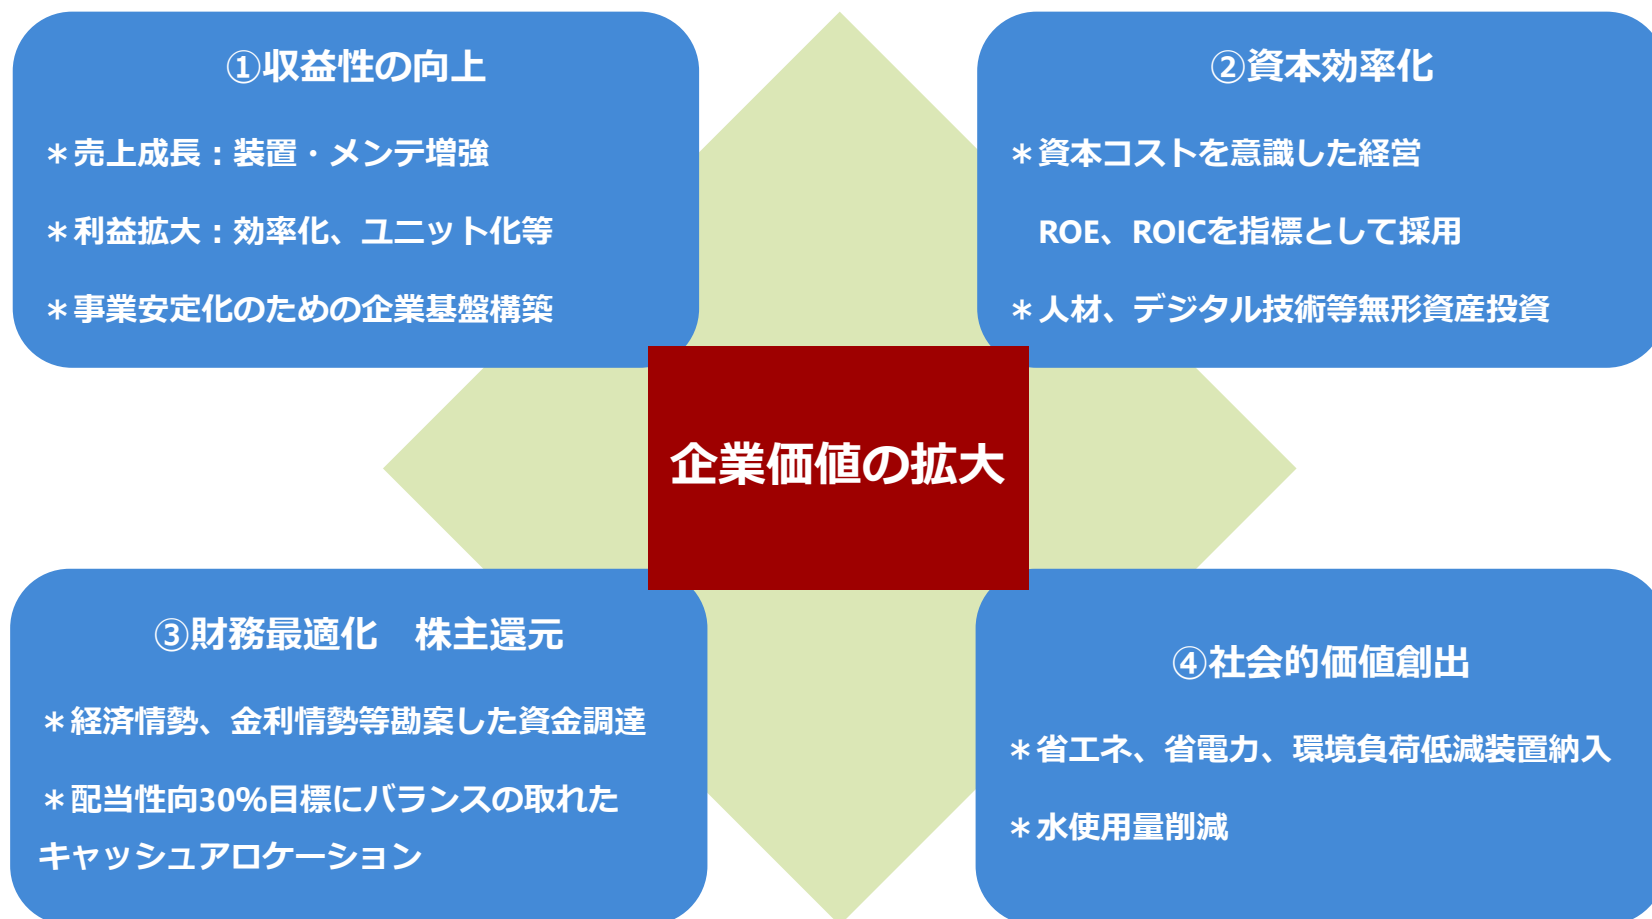 ①収益性の向上
＊売上成長：装置・メンテ増強
＊利益拡大：効率化、ユニット化等
＊事業安定化のための企業基盤構築
②資本効率化
＊資本コストを意識した経営
ROE、ROICを指標として採用
＊人材、デジタル技術等無形資産投資
企業価値の拡大
③財務最適化　株主還元
＊経済情勢、金利情勢等勘案した資金調達
＊配当性向30%目標にバランスの取れた
キャッシュアロケーション
④社会的価値創出
＊省エネ、省電力、環境負荷低減装置納入
＊水使用量削減